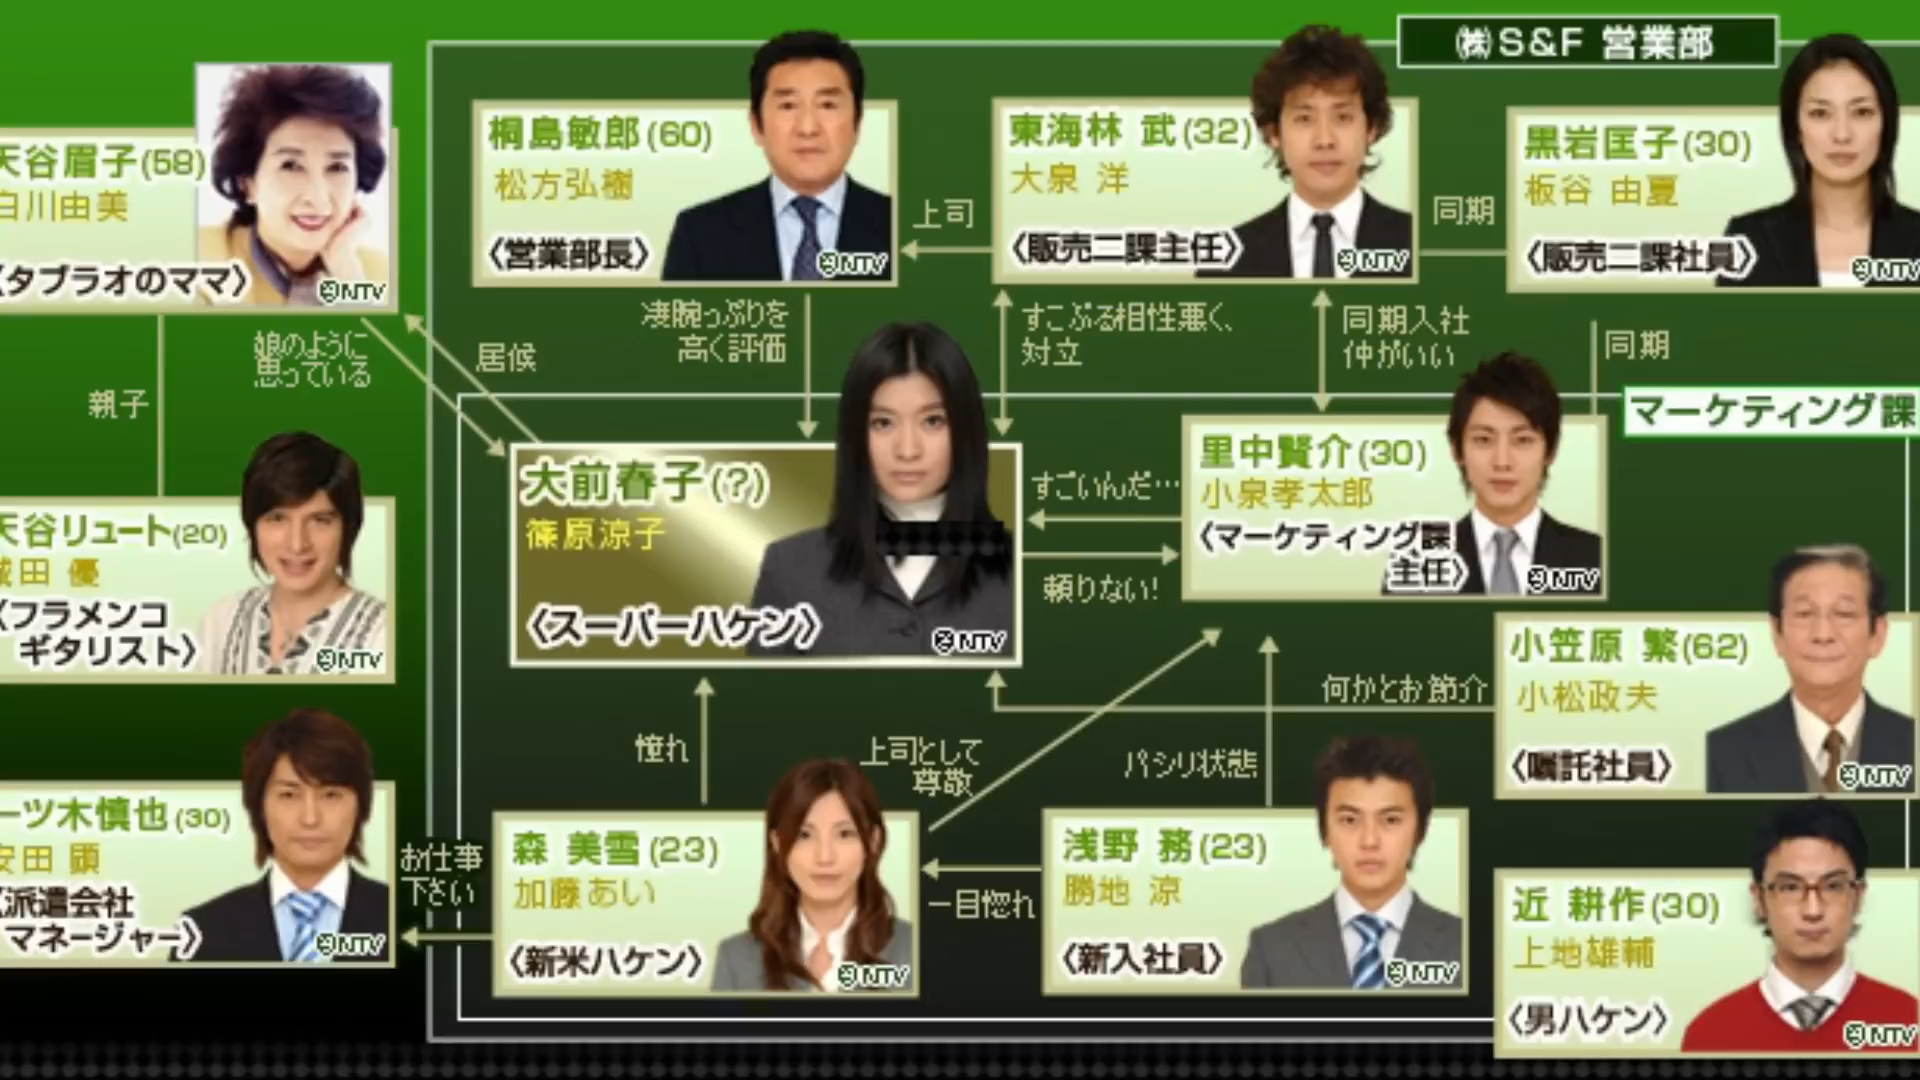 ㈱S&F 営業部
天谷眉子(58)
白川由美
〈タブラオのママ〉
NTV
桐島敏郎(60)
松方弘樹
〈営業部長〉
NTV
上司
東海林 武(32)
大泉 洋
〈販売二課主任〉
NTV
同期
黒岩匡子(30)
板谷 由夏
〈販売二課社員〉
NTV
親子
娘のように
思っている
居候
凄腕っぷりを
高く評価
すこぶる相性悪く、
対立
同期入社
仲がいい
同期
マーケティング課
天谷リュート(20)
城田 優
〈フラメンコ
ギタリスト〉
NTV
大前春子(?)
篠原涼子
〈スーパーハケン〉
NTV
すごいんだ…
頼りない!
里中賢介(30)
小泉孝太郎
〈マーケティング課
主任〉
NTV
小笠原 繁(62)
小松政夫
〈嘱託社員〉
NTV
何かとお節介
憧れ
上司として
尊敬
パシリ状態
一ツ木慎也(30)
安田 顕
〈派遣会社
マネージャー〉
NTV
お仕事
下さい
森 美雪(23)
加藤あい
〈新米ハケン〉
NTV
一目惚れ
浅野 務(23)
勝地 涼
〈新入社員〉
NTV
近 耕作(30)
上地雄輔
〈男ハケン〉
NTV